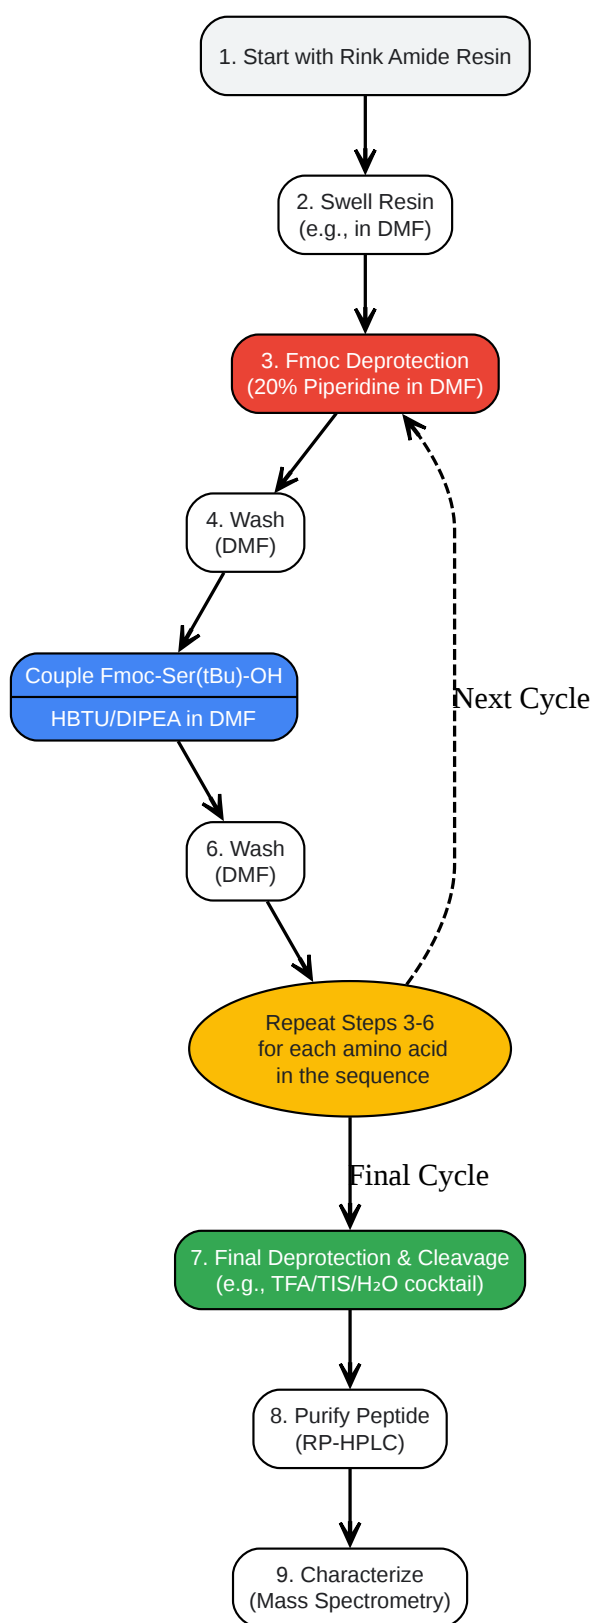 1. Start with Rink Amide Resin
2. Swell Resin
(e.g., in DMF)
3. Fmoc Deprotection
(20% Piperidine in DMF)
4. Wash
(DMF)
Couple Fmoc-Ser(tBu)-OH
HBTU/DIPEA in DMF
Next Cycle
6. Wash
(DMF)
Repeat Steps 3-6
for each amino acid
in the sequence
Final Cycle
7. Final Deprotection & Cleavage
(e.g., TFA/TIS/H₂O cocktail)
8. Purify Peptide
(RP-HPLC)
9. Characterize
(Mass Spectrometry)